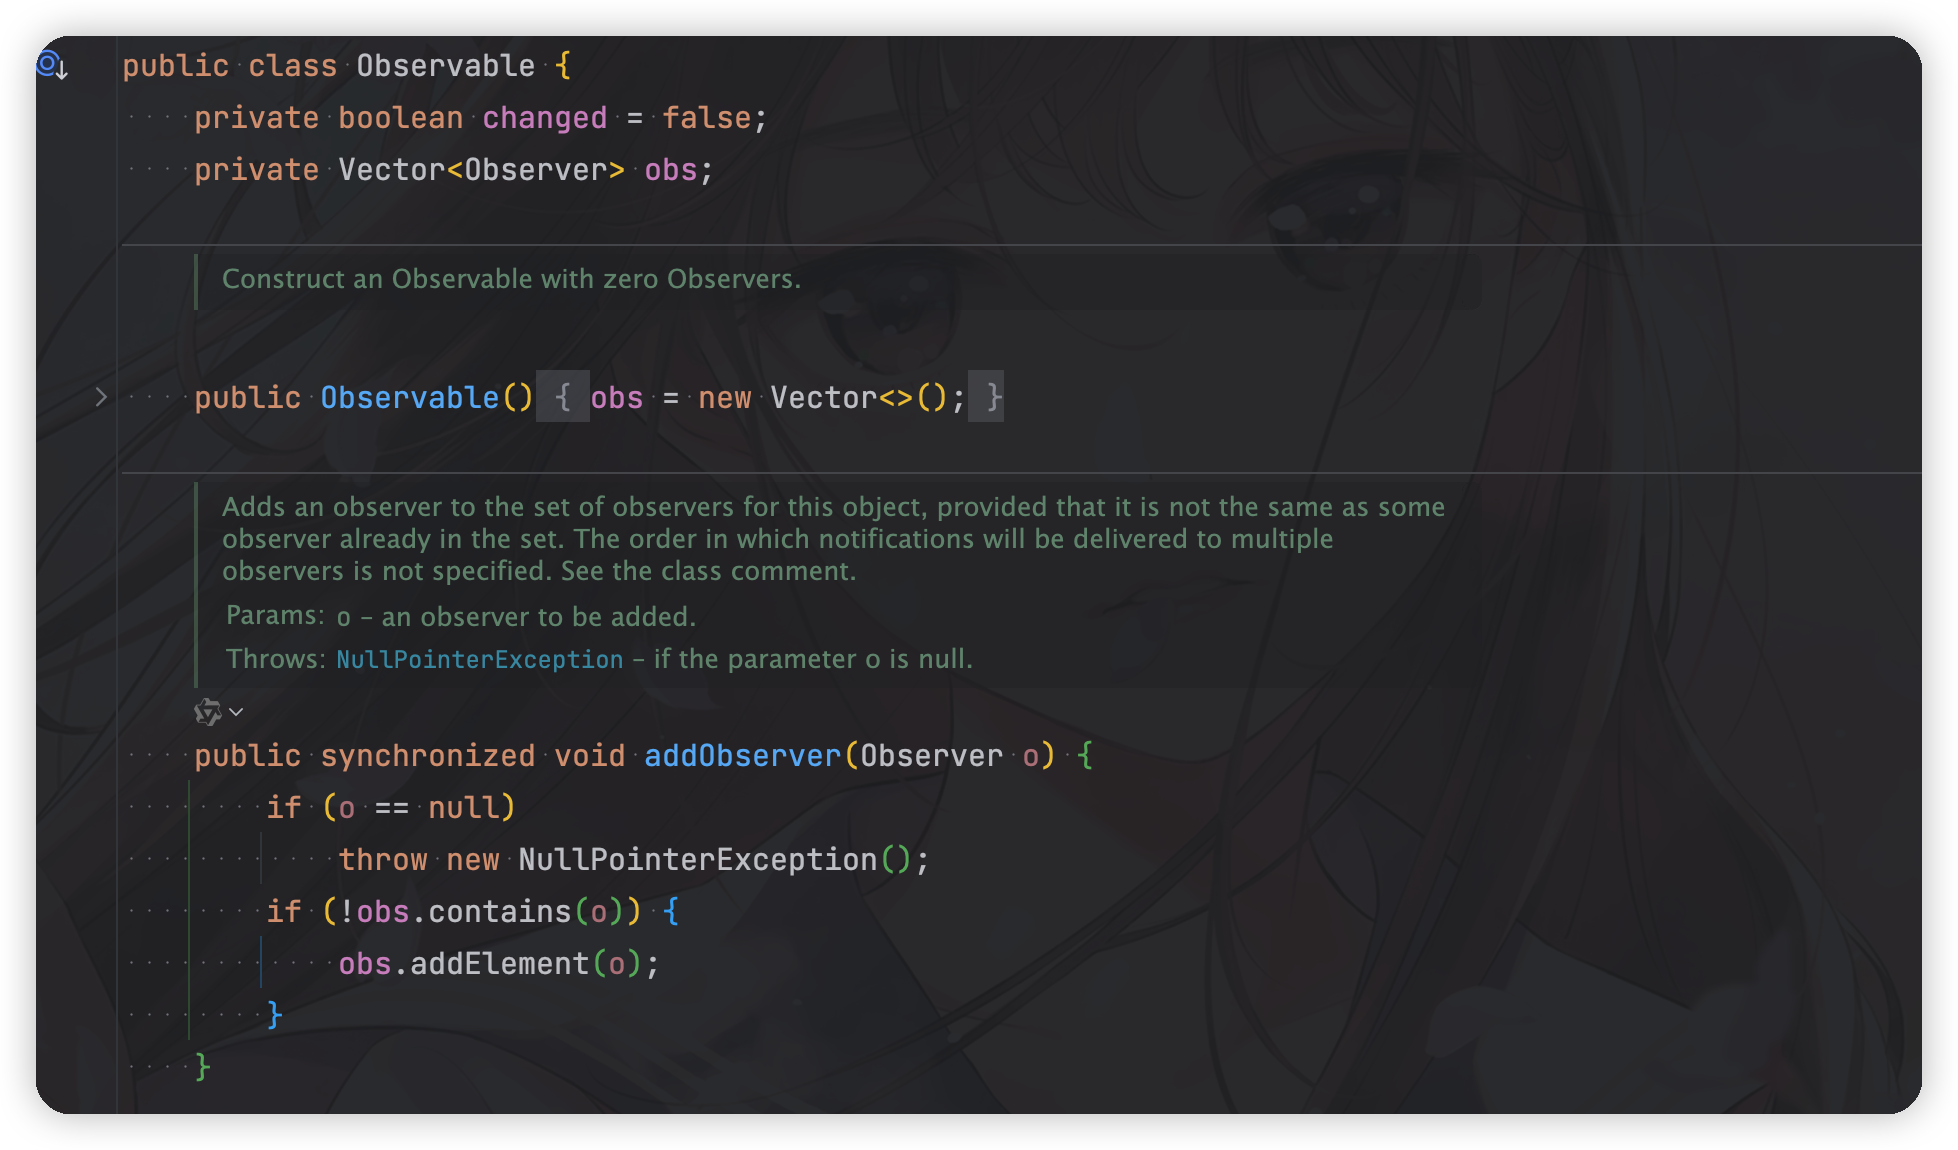 public class Observable {
private boolean changed = false;
private Vector<Observer> obs;
Construct an Observable with zero Observers.
public Observable() { obs = new Vector<>(); }
Adds an observer to the set of observers for this object, provided that it is not the same as some
observer already in the set. The order in which notifications will be delivered to multiple
observers is not specified. See the class comment.
Params: o – an observer to be added.
Throws: NullPointerException – if the parameter o is null.
public synchronized void addObserver(Observer o) {
if (o == null)
throw new NullPointerException();
if (!obs.contains(o)) {
obs.addElement(o);
}
}